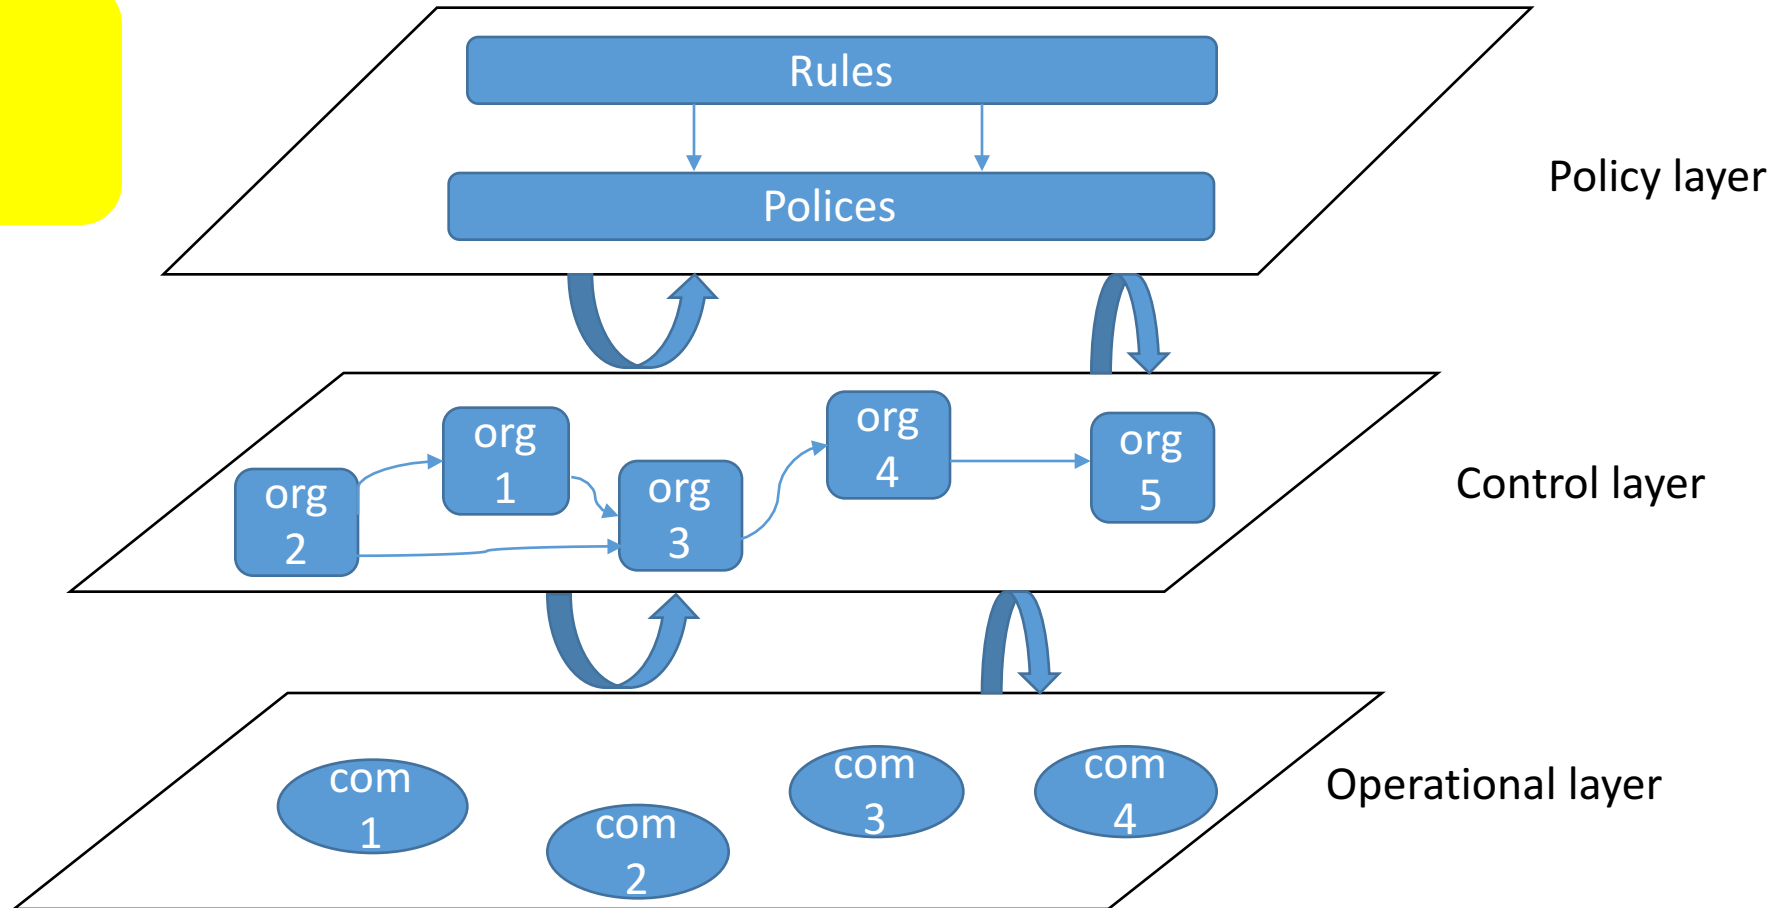 Rules
Polices
Policy layer
org
1
org
2
org
3
org
4
org
5
Control layer
com
1
com
2
com
3
com
4
Operational layer